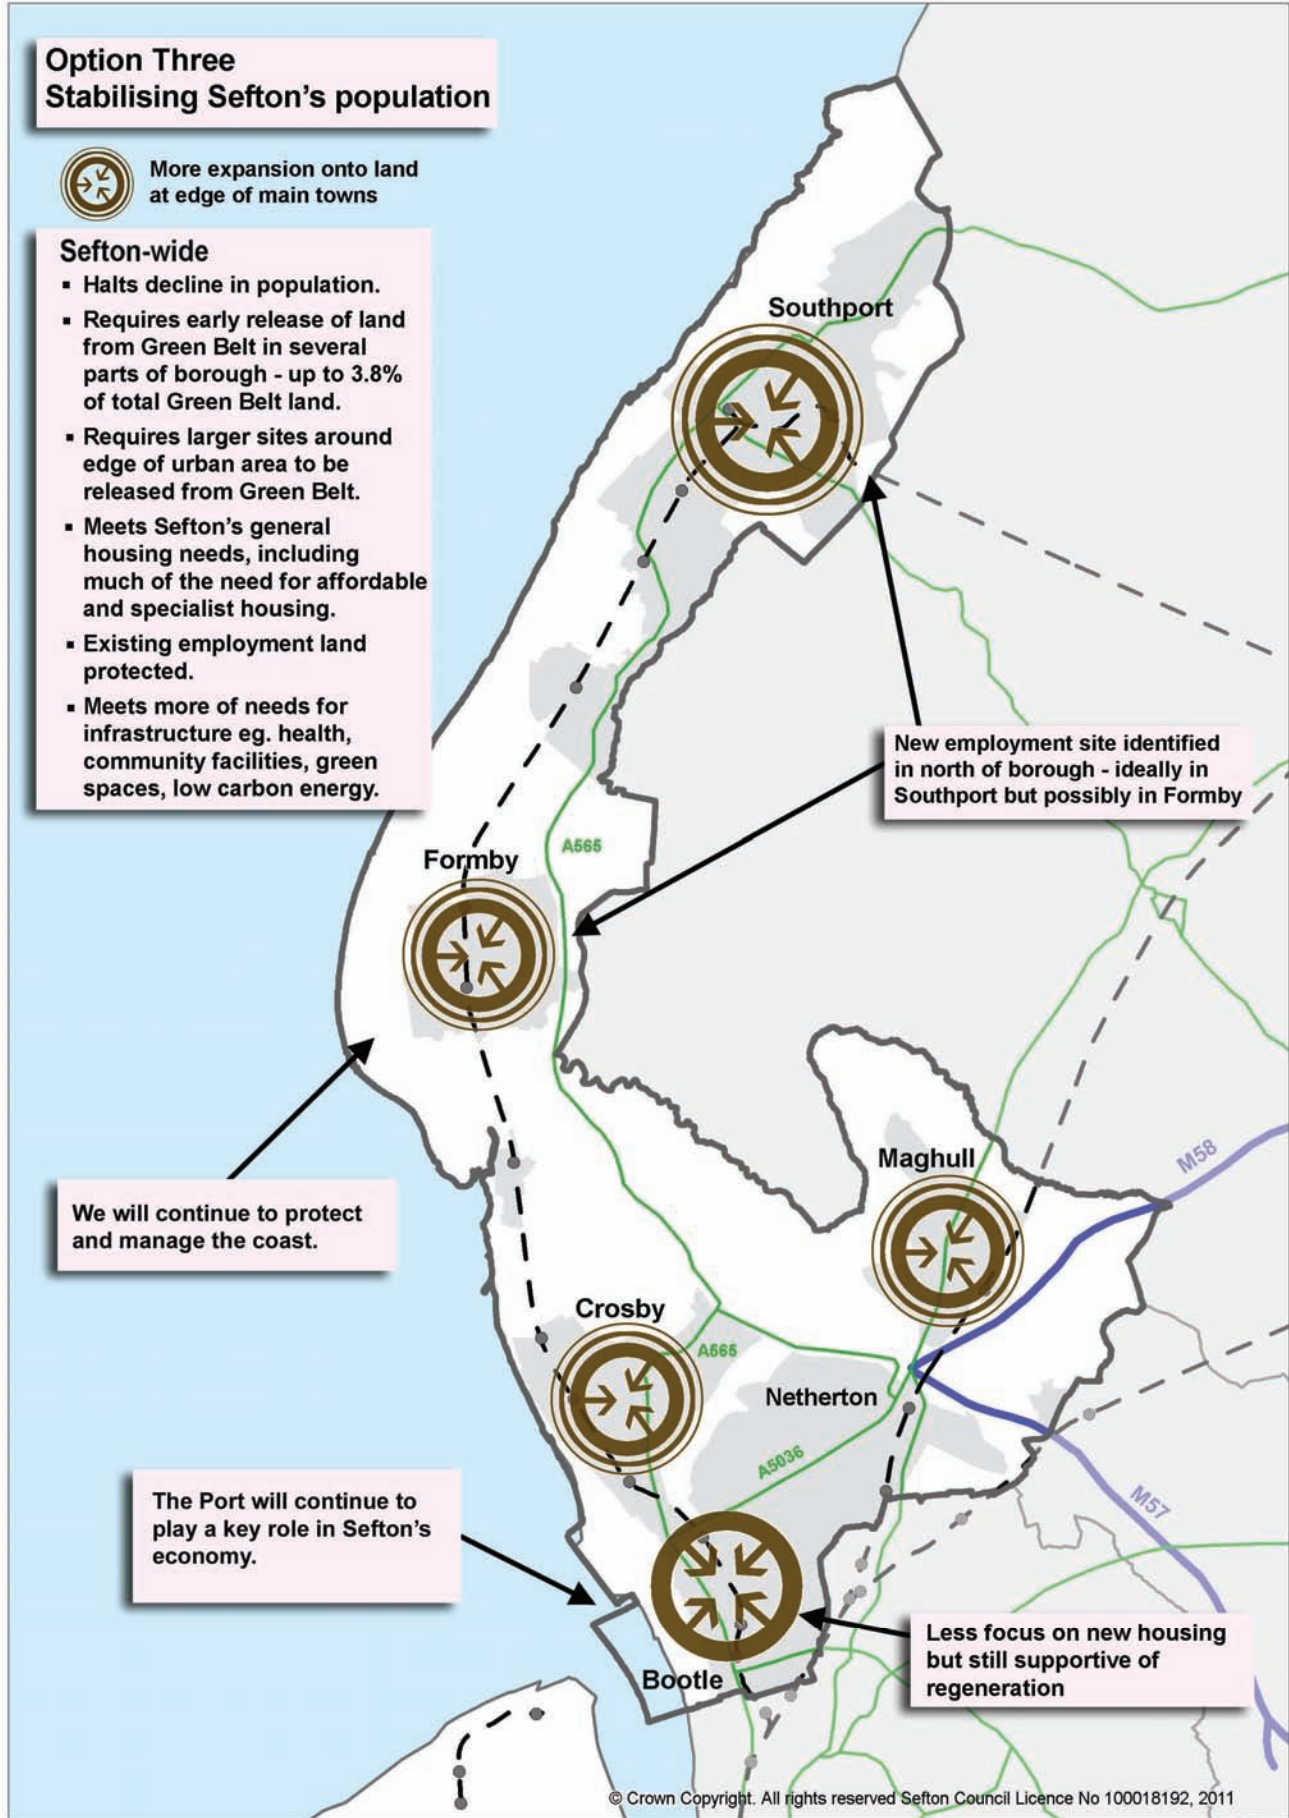 Option Three
Stabilising Sefton's population
More expansion onto land
at edge of main towns
Sefton-wide
▪ Halts decline in population.
▪ Requires early release of land
from Green Belt in several
parts of borough - up to 3.8%
of total Green Belt land.
▪ Requires larger sites around
edge of urban area to be
released from Green Belt.
▪ Meets Sefton's general
housing needs, including
much of the need for affordable
and specialist housing.
▪ Existing employment land
protected.
▪ Meets more of needs for
infrastructure eg. health,
community facilities, green
spaces, low carbon energy.
Southport
New employment site identified
in north of borough - ideally in
Southport but possibly in Formby
A565
Formby
Maghull
M58
We will continue to protect
and manage the coast.
Crosby
A565
Netherton
A5036
M57
The Port will continue to
play a key role in Sefton's
economy.
Less focus on new housing
but still supportive of
regeneration
Bootle
© Crown Copyright. All rights reserved Sefton Council Licence No 100018192, 2011